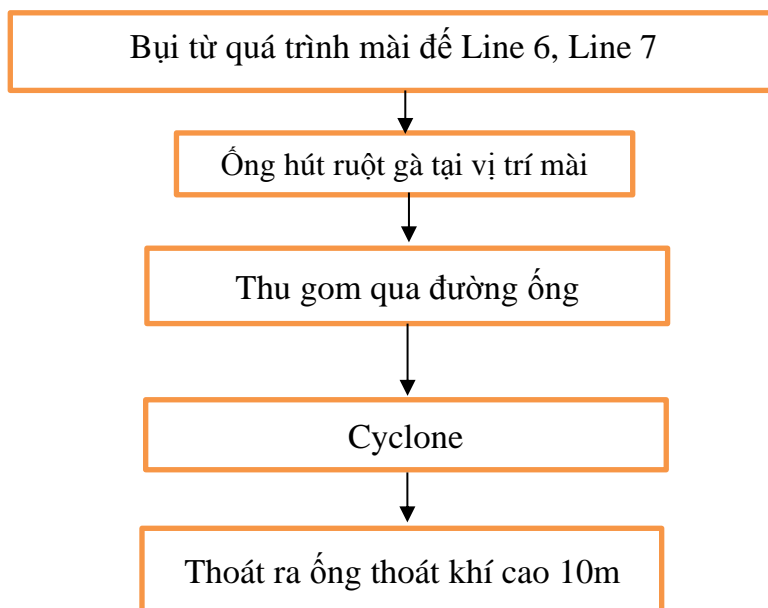 Bụi từ quá trình mài đế Line 6, Line 7
Ống hút ruột gà tại vị trí mài
Thu gom qua đường ống
Cyclone
Thoát ra ống thoát khí cao 10m